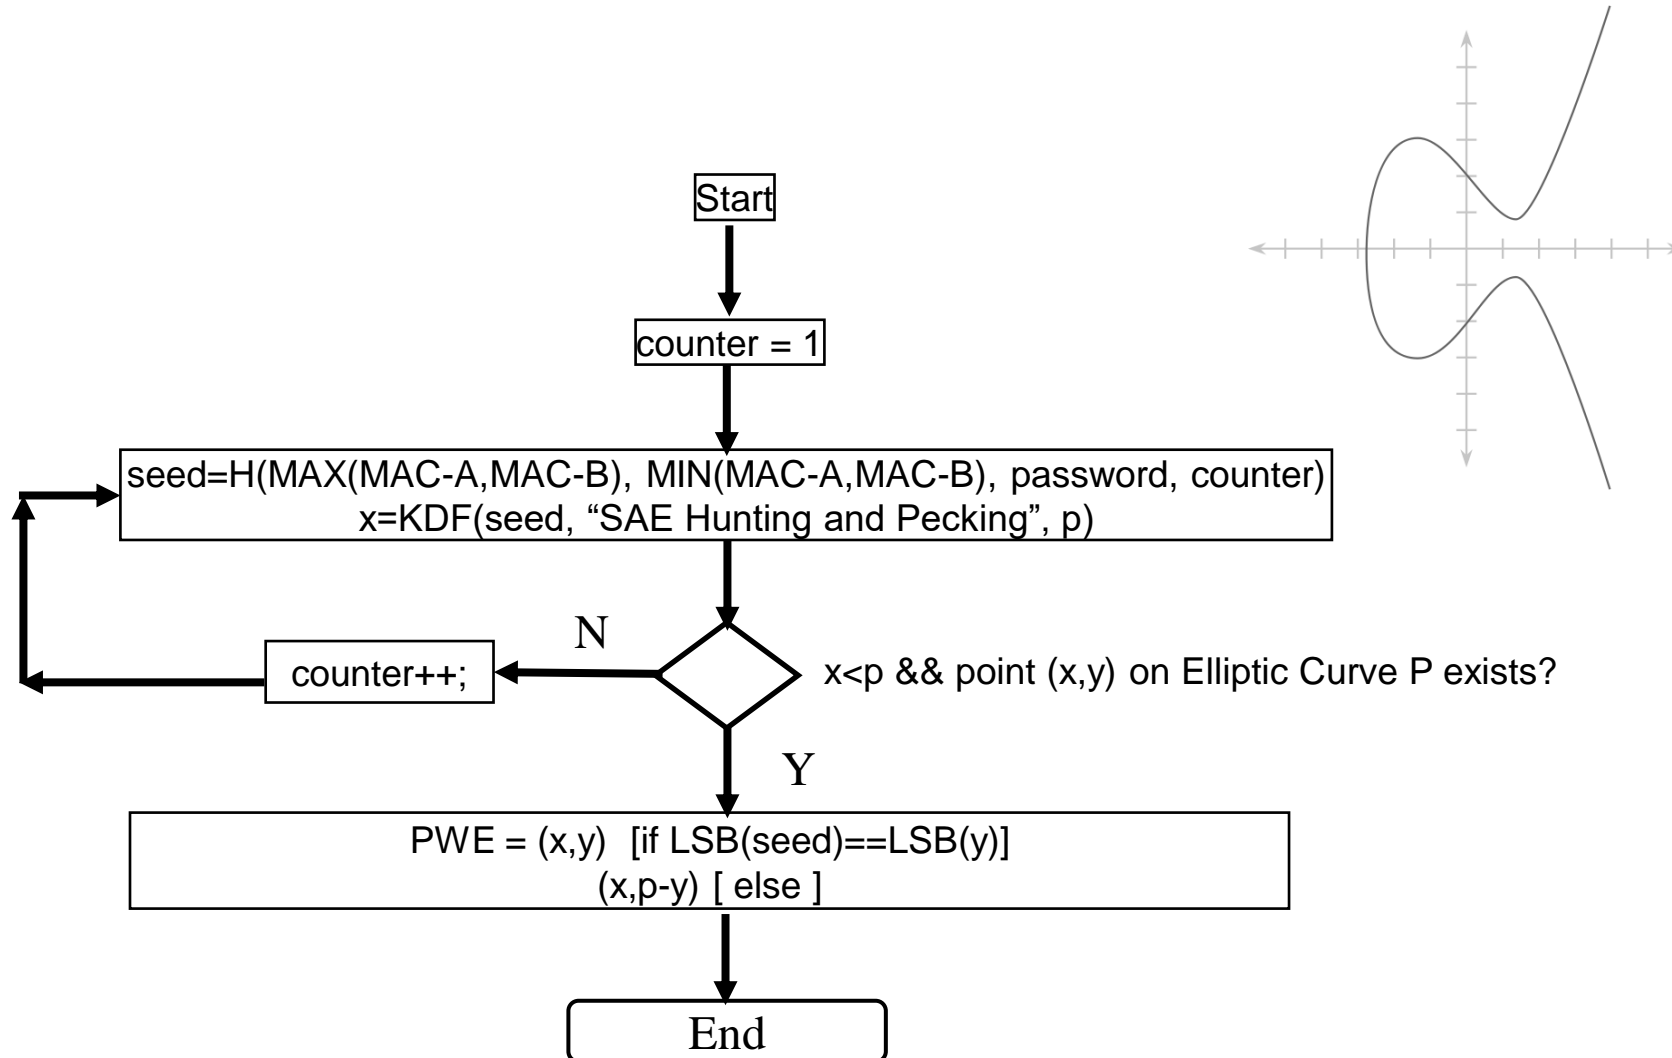 Start
counter = 1
seed=H(MAX(MAC-A,MAC-B), MIN(MAC-A,MAC-B), password, counter)
x=KDF(seed, “SAE Hunting and Pecking”, p)
N
counter++;
x<p && point (x,y) on Elliptic Curve P exists?
Y
PWE = (x,y) [if LSB(seed)==LSB(y)]
(x,p-y) [ else ]
End